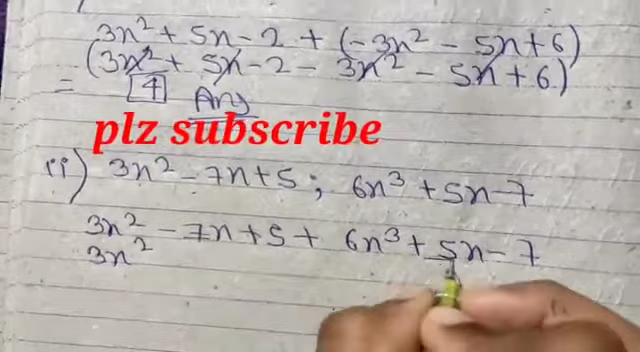 3n² + 5n - 2 + (-3n² - 5n + 6)
(3n² + 5n - 2 - 3n² - 5n + 6)
= 4 Ans
plz subscribe
ii) 3n² - 7n + 5 ; 6n³ + 5n - 7
3n² - 7n + 5 + 6n³ + 5n - 7
3n²